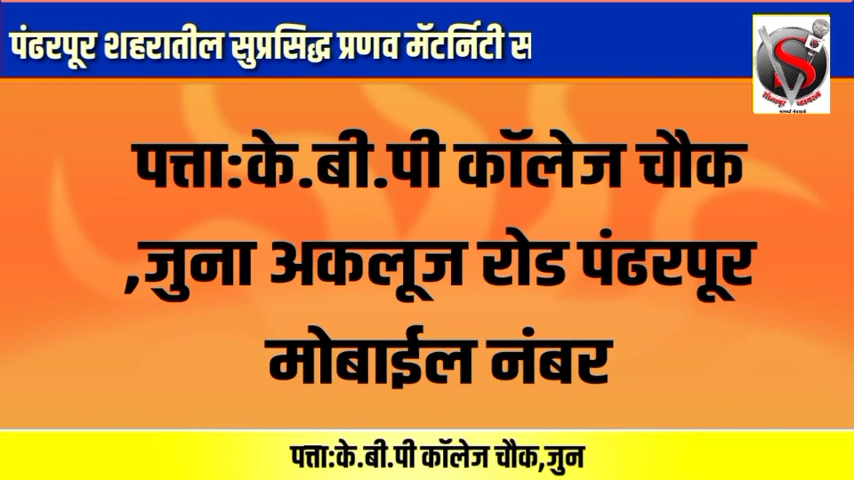 पंढरपूर शहरातील सुप्रसिद्ध प्रणव मॅटर्निटी स
पत्ता:के.बी.पी कॉलेज चौक
,जुना अकलूज रोड पंढरपूर
मोबाईल नंबर
पत्ता:के.बी.पी कॉलेज चौक,जुन